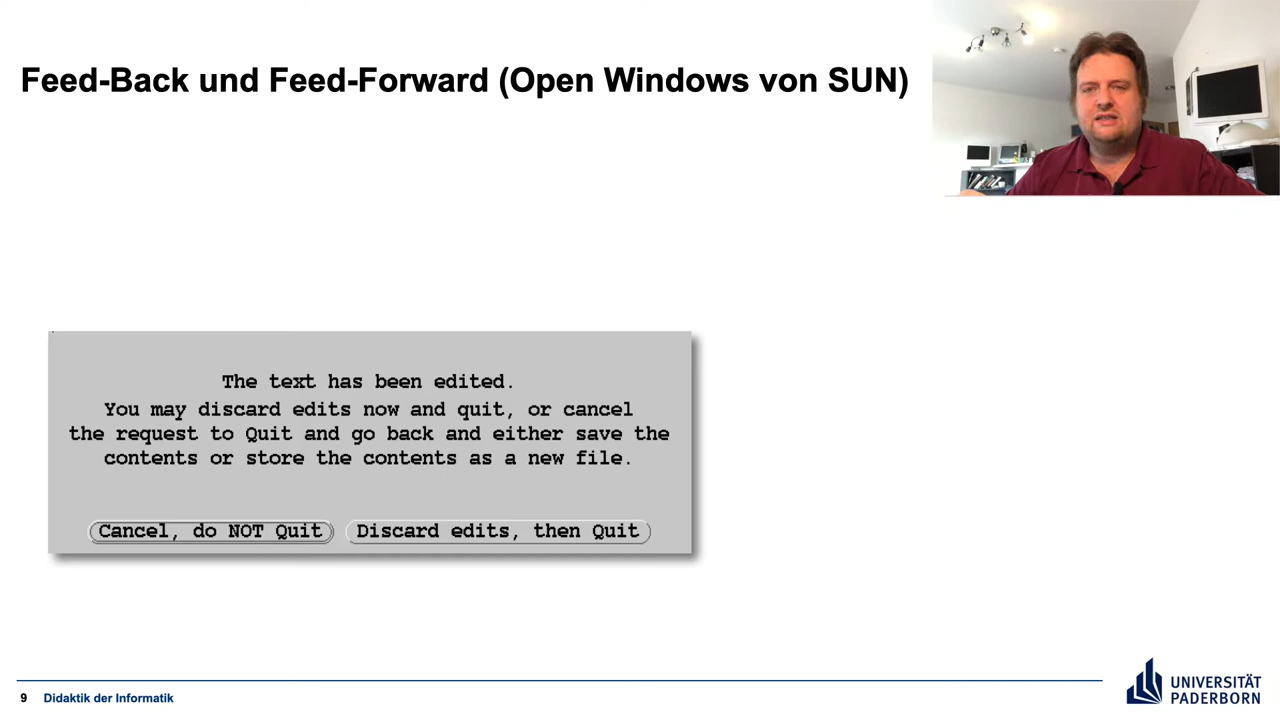 Feed-Back und Feed-Forward (Open Windows von SUN)
The text has been edited.
You may discard edits now and quit, or cancel
the request to Quit and go back and either save the
contents or store the contents as a new file.
Cancel, do NOT Quit
Discard edits, then Quit
9 Didaktik der Informatik
UNIVERSITÄT
PADERBORN